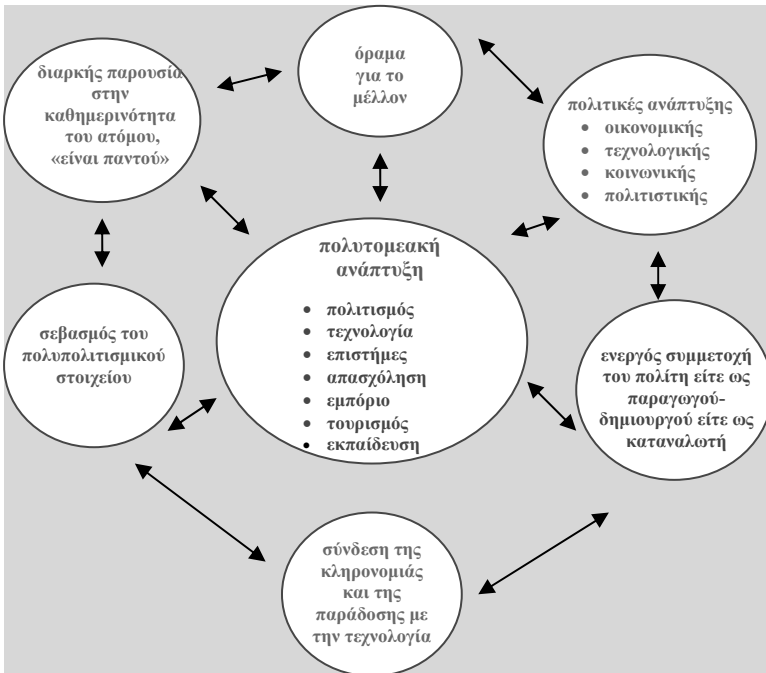 όραμα
για το
μέλλον
διαρκής παρουσία
στην
καθημερινότητα
του ατόμου,
«είναι παντού»
πολιτικές ανάπτυξης
• οικονομικής
• τεχνολογικής
• κοινωνικής
• πολιτιστικής
πολυτομεακή
ανάπτυξη
• πολιτισμός
• τεχνολογία
• επιστήμες
• απασχόληση
• εμπόριο
• τουρισμός
• εκπαίδευση
σεβασμός του
πολυπολιτισμικού
στοιχείου
ενεργός συμμετοχή
του πολίτη είτε ως
παραγωγού-
δημιουργού είτε ως
καταναλωτή
σύνδεση της
κληρονομιάς
και της
παράδοσης με
την τεχνολογία